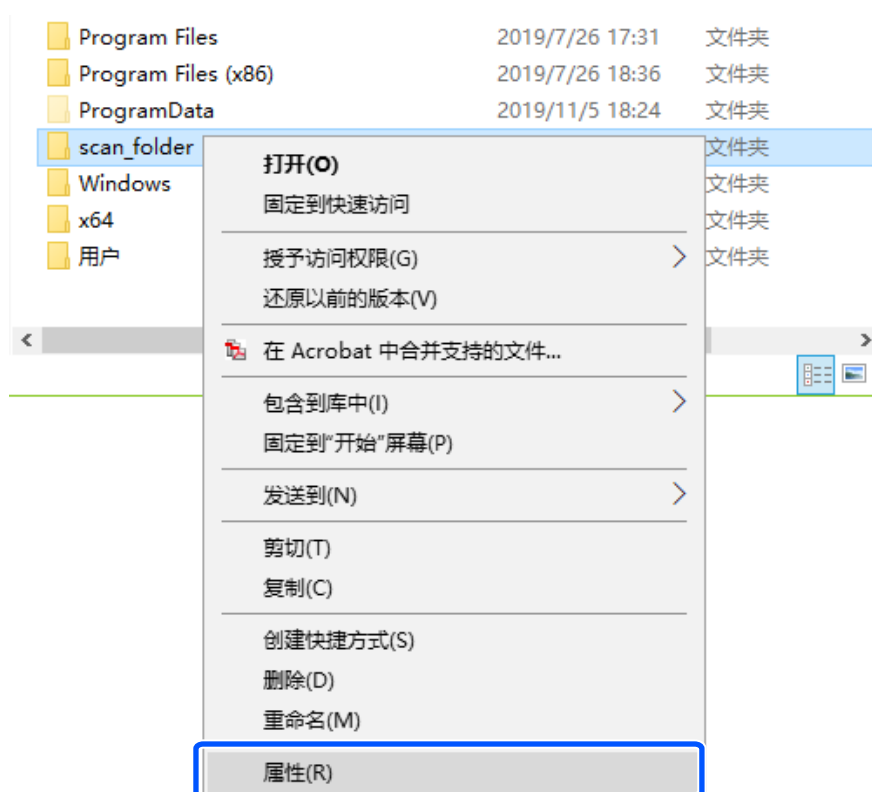 Program Files 2019/7/26 17:31 文件夹
Program Files (x86) 2019/7/26 18:36 文件夹
ProgramData 2019/11/5 18:24 文件夹
scan_folder 文件夹
Windows 文件夹
x64 文件夹
用户 文件夹
打开(O)
固定到快速访问
授予访问权限(G)
还原以前的版本(V)
在 Acrobat 中合并支持的文件...
包含到库中(I)
固定到"开始"屏幕(P)
发送到(N)
剪切(T)
复制(C)
创建快捷方式(S)
删除(D)
重命名(M)
属性(R)